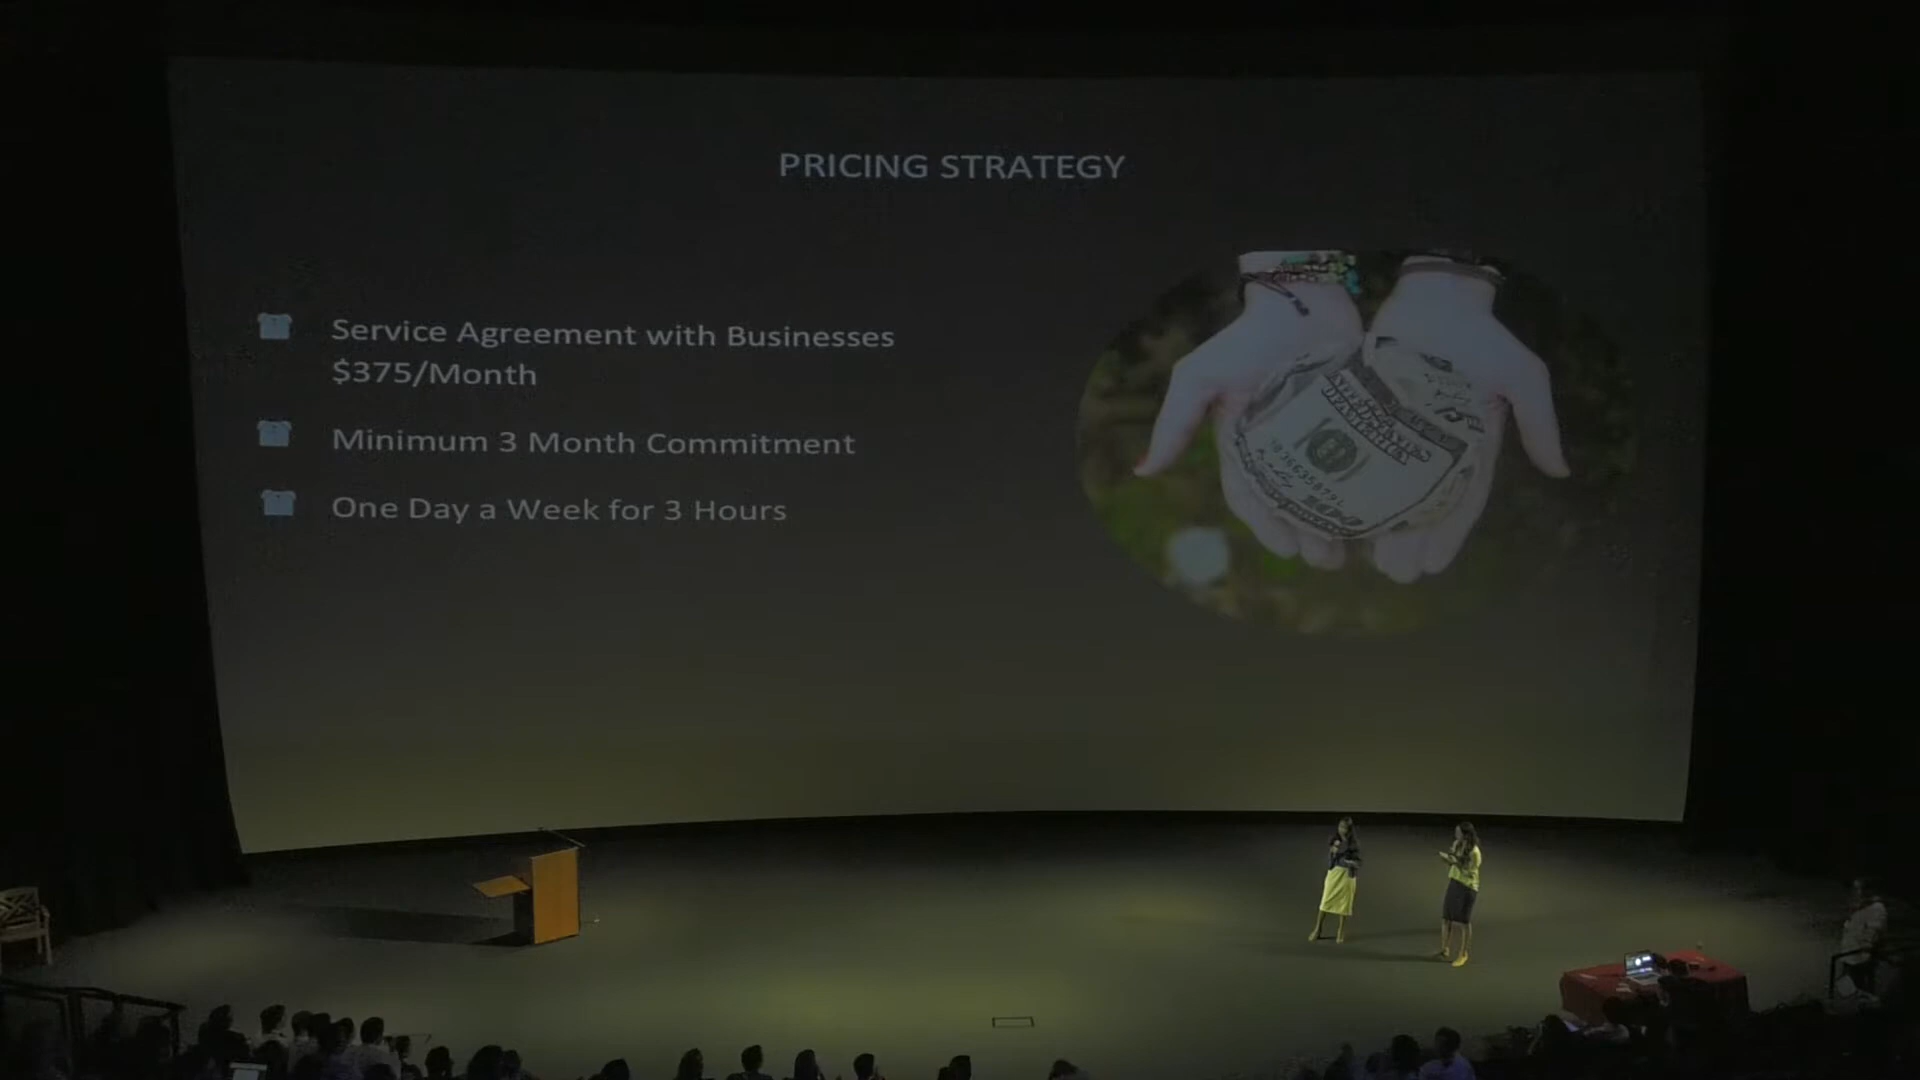 PRICING STRATEGY
Service Agreement with Businesses
$375/Month
Minimum 3 Month Commitment
One Day a Week for 3 Hours